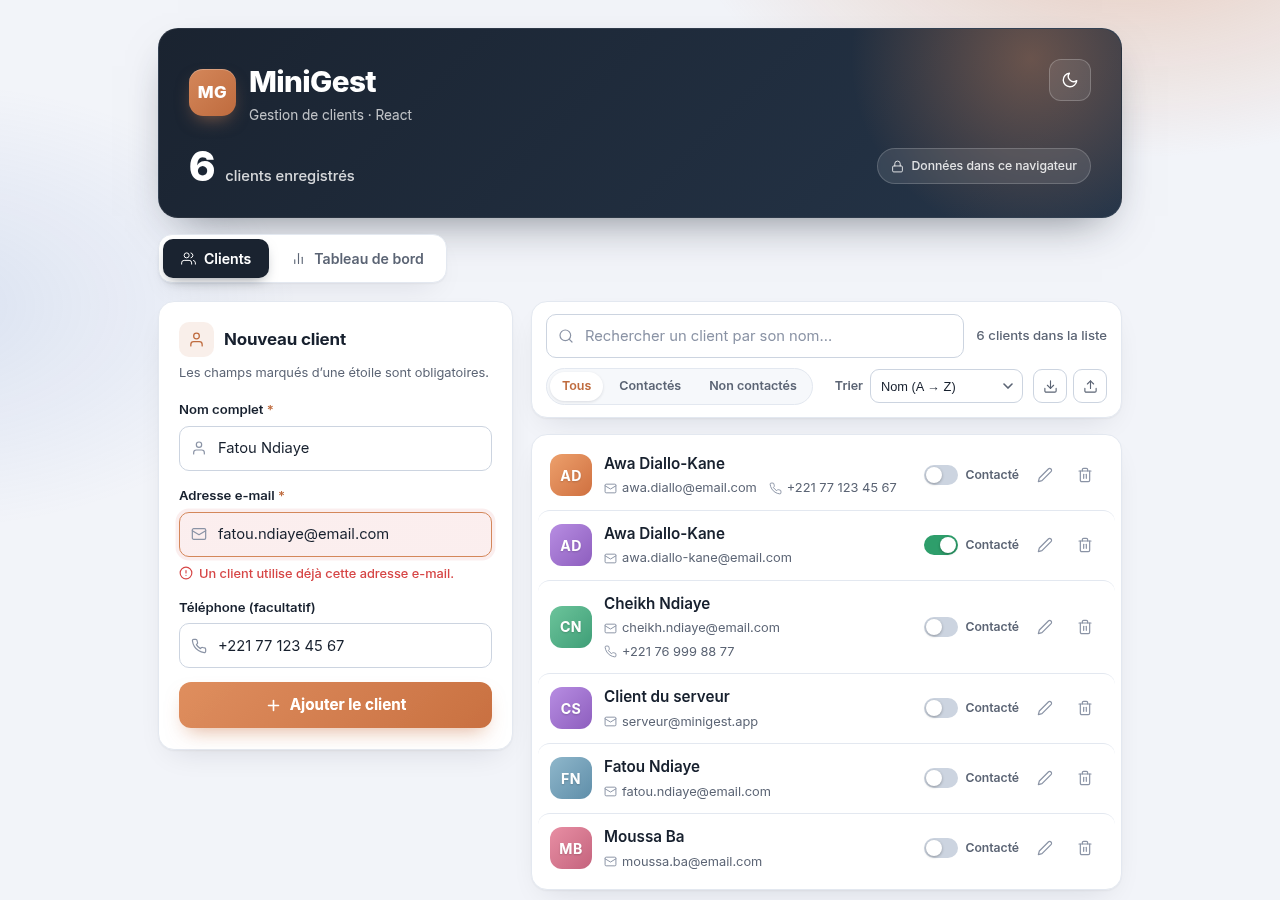 MG
MiniGest
Gestion de clients · React
6 clients enregistrés
Données dans ce navigateur
Clients
Tableau de bord
Nouveau client
Les champs marqués d’une étoile sont obligatoires.
Nom complet *
Fatou Ndiaye
Adresse e-mail *
fatou.ndiaye@email.com
Un client utilise déjà cette adresse e-mail.
Téléphone (facultatif)
+221 77 123 45 67
Ajouter le client
Rechercher un client par son nom...
6 clients dans la liste
Tous
Contactés
Non contactés
Trier
Nom (A → Z)
AD
Awa Diallo-Kane
awa.diallo@email.com
+221 77 123 45 67
Contacté
AD
Awa Diallo-Kane
awa.diallo-kane@email.com
Contacté
CN
Cheikh Ndiaye
cheikh.ndiaye@email.com
+221 76 999 88 77
Contacté
CS
Client du serveur
serveur@minigest.app
Contacté
FN
Fatou Ndiaye
fatou.ndiaye@email.com
Contacté
MB
Moussa Ba
moussa.ba@email.com
Contacté